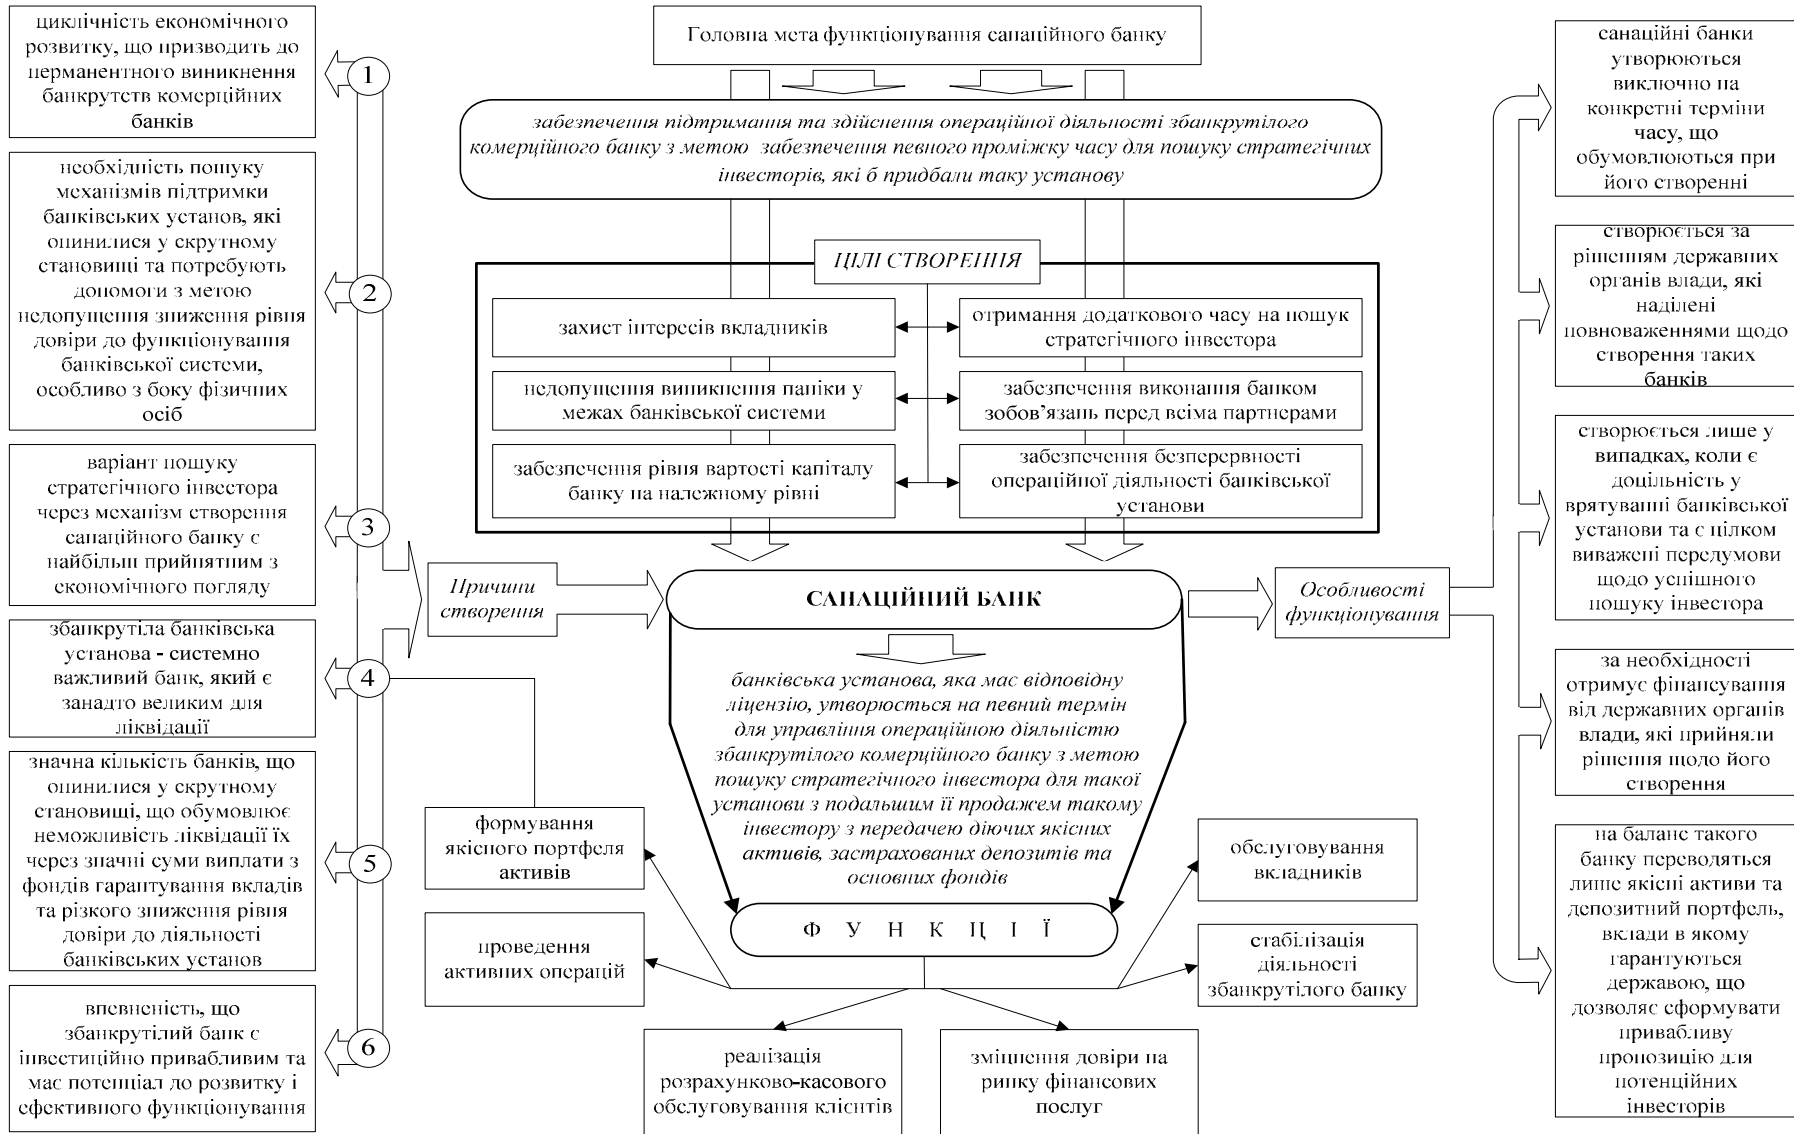 Головна мета функціонування санаційного банку
забезпечення підтримання та здійснення операційної діяльності збанкрутілого
комерційного банку з метою забезпечення певного проміжку часу для пошуку стратегічних
інвесторів, які б придбали таку установу
ЦІЛІ СТВОРЕННЯ
захист інтересів вкладників
отримання додаткового часу на пошук
стратегічного інвестора
недопущення виникнення паніки у
межах банківської системи
забезпечення виконання банком
зобов’язань перед всіма партнерами
забезпечення рівня вартості капіталу
банку на належному рівні
забезпечення безперервності
операційної діяльності банківської
установи
циклічність економічного
розвитку, що призводить до
перманентного виникнення
банкрутств комерційних
банків
1
необхідність пошуку
механізмів підтримки
банківських установ, які
опинилися у скрутному
становищі та потребують
допомоги з метою
недопущення зниження рівня
довіри до функціонування
банківської системи,
особливо з боку фізичних
осіб
2
варіант пошуку
стратегічного інвестора
через механізм створення
санаційного банку є
найбільш прийнятним з
економічного погляду
3
збанкрутіла банківська
установа - системно
важливий банк, який є
занадто великим для
ліквідації
4
значна кількість банків, що
опинилися у скрутному
становищі, що обумовлює
неможливість ліквідації їх
через значні суми виплати з
фондів гарантування вкладів
та різкого зниження рівня
довіри до діяльності
банківських установ
5
впевненість, що
збанкрутілий банк є
інвестиційно привабливим та
має потенціал до розвитку і
ефективного функціонування
6
Причини
створення
САНАЦІЙНИЙ БАНК
банківська установа, яка має відповідну
ліцензію, утворюється на певний термін
для управління операційною діяльністю
збанкрутілого комерційного банку з метою
пошуку стратегічного інвестора для такої
установи з подальшим її продажем такому
інвестору з передачею діючих якісних
активів, застрахованих депозитів та
основних фондів
Ф У Н К Ц І Ї
формування
якісного портфеля
активів
проведення
активних операцій
реалізація
розрахунково-касового
обслуговування клієнтів
зміцнення довіри на
ринку фінансових
послуг
обслуговування
вкладників
стабілізація
діяльності
збанкрутілого банку
Особливості
функціонування
санаційні банки
утворюються
виключно на
конкретні терміни
часу, що
обумовлюються при
його створенні
створюється за
рішенням державних
органів влади, які
наділені
повноваженнями щодо
створення таких
банків
створюється лише у
випадках, коли є
доцільність у
врятуванні банківської
установи та є цілком
виважені передумови
щодо успішного
пошуку інвестора
за необхідності
отримує фінансування
від державних органів
влади, які прийняли
рішення щодо його
створення
на баланс такого
банку переводяться
лише якісні активи та
депозитний портфель,
вклади в якому
гарантуються
державою, що
дозволяє сформувати
привабливу
пропозицію для
потенційних
інвесторів